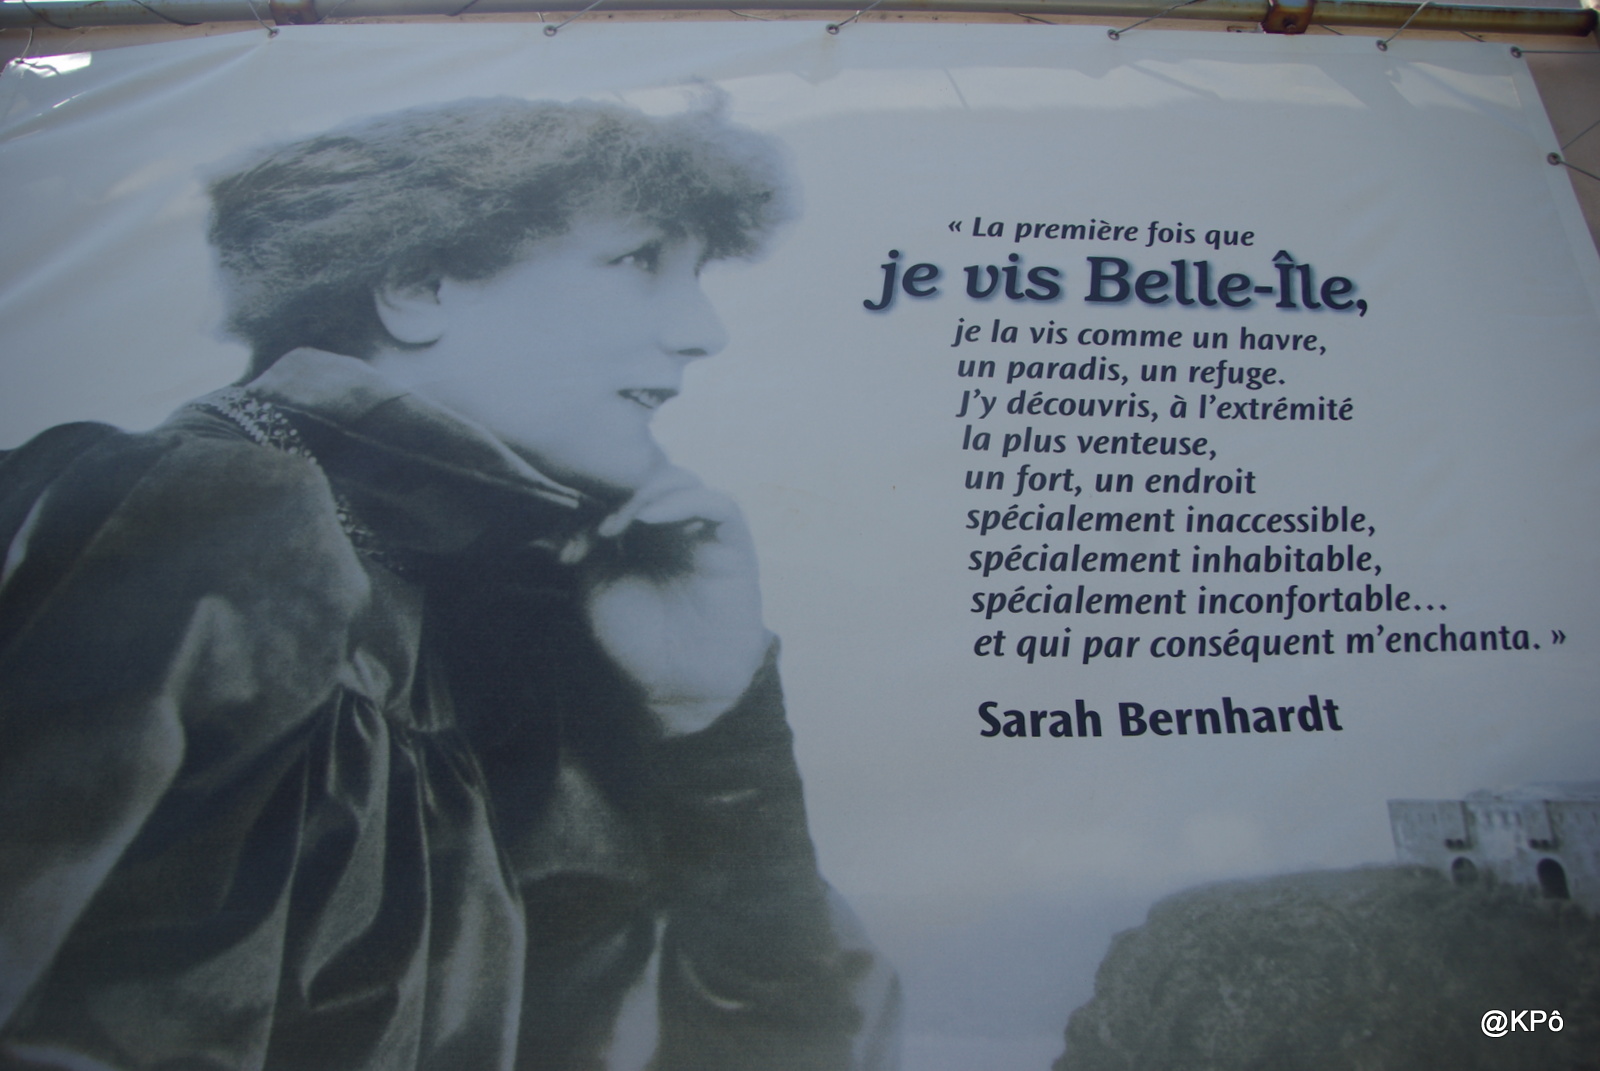 « La première fois que
je vis Belle-Île,
je la vis comme un havre,
un paradis, un refuge.
J'y découvris, à l'extrémité
la plus venteuse,
un fort, un endroit
spécialement inaccessible,
spécialement inhabitable,
spécialement inconfortable...
et qui par conséquent m'enchanta. »
Sarah Bernhardt
@KPô